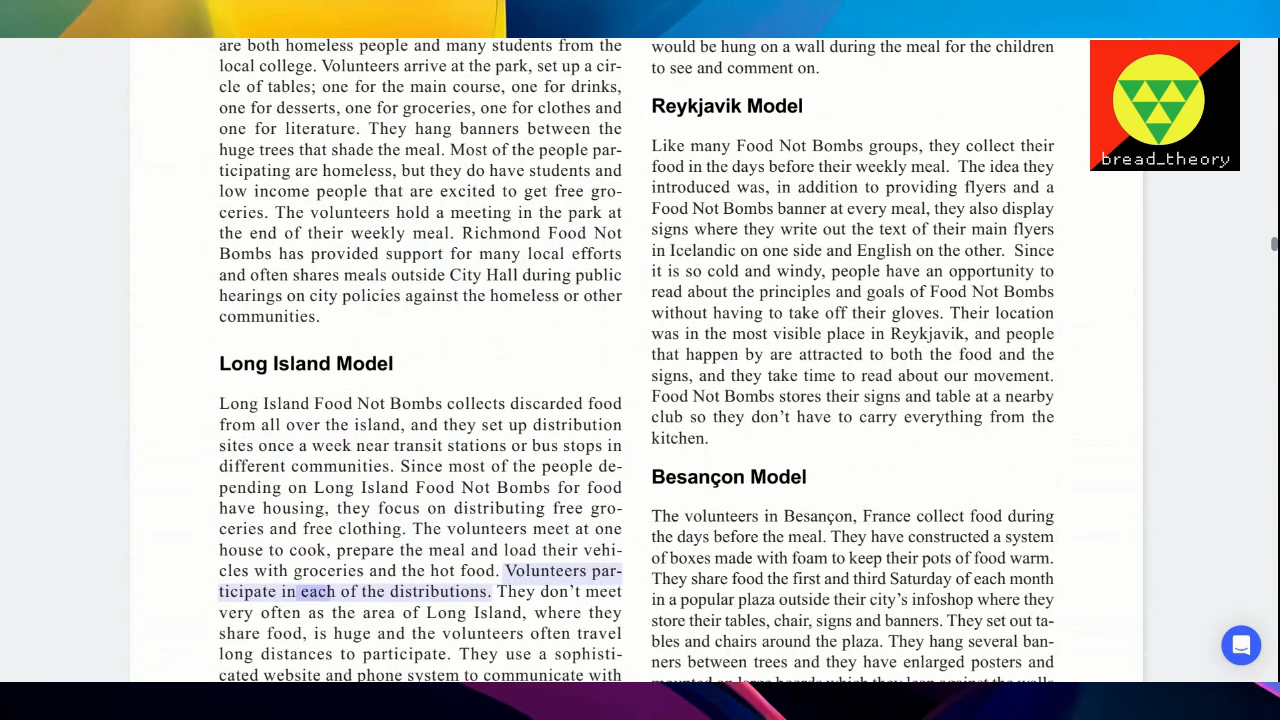 are both homeless people and many students from the
local college. Volunteers arrive at the park, set up a cir-
cle of tables; one for the main course, one for drinks,
one for desserts, one for groceries, one for clothes and
one for literature. They hang banners between the
huge trees that shade the meal. Most of the people par-
ticipating are homeless, but they do have students and
low income people that are excited to get free gro-
ceries. The volunteers hold a meeting in the park at
the end of their weekly meal. Richmond Food Not
Bombs has provided support for many local efforts
and often shares meals outside City Hall during public
hearings on city policies against the homeless or other
communities.
Long Island Model
Long Island Food Not Bombs collects discarded food
from all over the island, and they set up distribution
sites once a week near transit stations or bus stops in
different communities. Since most of the people de-
pending on Long Island Food Not Bombs for food
have housing, they focus on distributing free gro-
ceries and free clothing. The volunteers meet at one
house to cook, prepare the meal and load their vehi-
cles with groceries and the hot food. Volunteers par-
ticipate in each of the distributions. They don't meet
very often as the area of Long Island, where they
share food, is huge and the volunteers often travel
long distances to participate. They use a sophisti-
cated website and phone system to communicate with
would be hung on a wall during the meal for the children
to see and comment on.
Reykjavik Model
Like many Food Not Bombs groups, they collect their
food in the days before their weekly meal. The idea they
introduced was, in addition to providing flyers and a
Food Not Bombs banner at every meal, they also display
signs where they write out the text of their main flyers
in Icelandic on one side and English on the other. Since
it is so cold and windy, people have an opportunity to
read about the principles and goals of Food Not Bombs
without having to take off their gloves. Their location
was in the most visible place in Reykjavik, and people
that happen by are attracted to both the food and the
signs, and they take time to read about our movement.
Food Not Bombs stores their signs and table at a nearby
club so they don't have to carry everything from the
kitchen.
Besançon Model
The volunteers in Besançon, France collect food during
the days before the meal. They have constructed a system
of boxes made with foam to keep their pots of food warm.
They share food the first and third Saturday of each month
in a popular plaza outside their city's infoshop where they
store their tables, chair, signs and banners. They set out ta-
bles and chairs around the plaza. They hang several ban-
ners between trees and they have enlarged posters and
mounted on large boards which they lean against the walls
bread_theory